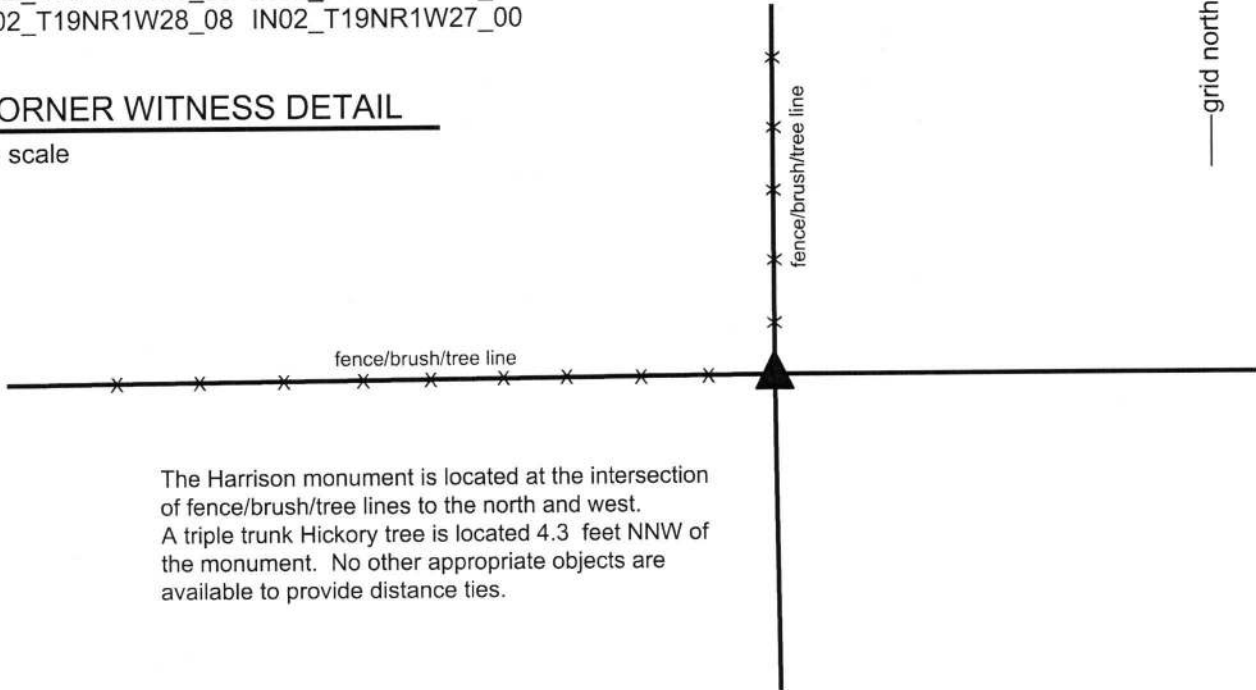 02_T19NR1W28_08 IN02_T19NR1W27_00
ORNER WITNESS DETAIL
scale
grid north
fence/brush/tree line
fence/brush/tree line
The Harrison monument is located at the intersection
of fence/brush/tree lines to the north and west.
A triple trunk Hickory tree is located 4.3 feet NNW of
the monument. No other appropriate objects are
available to provide distance ties.